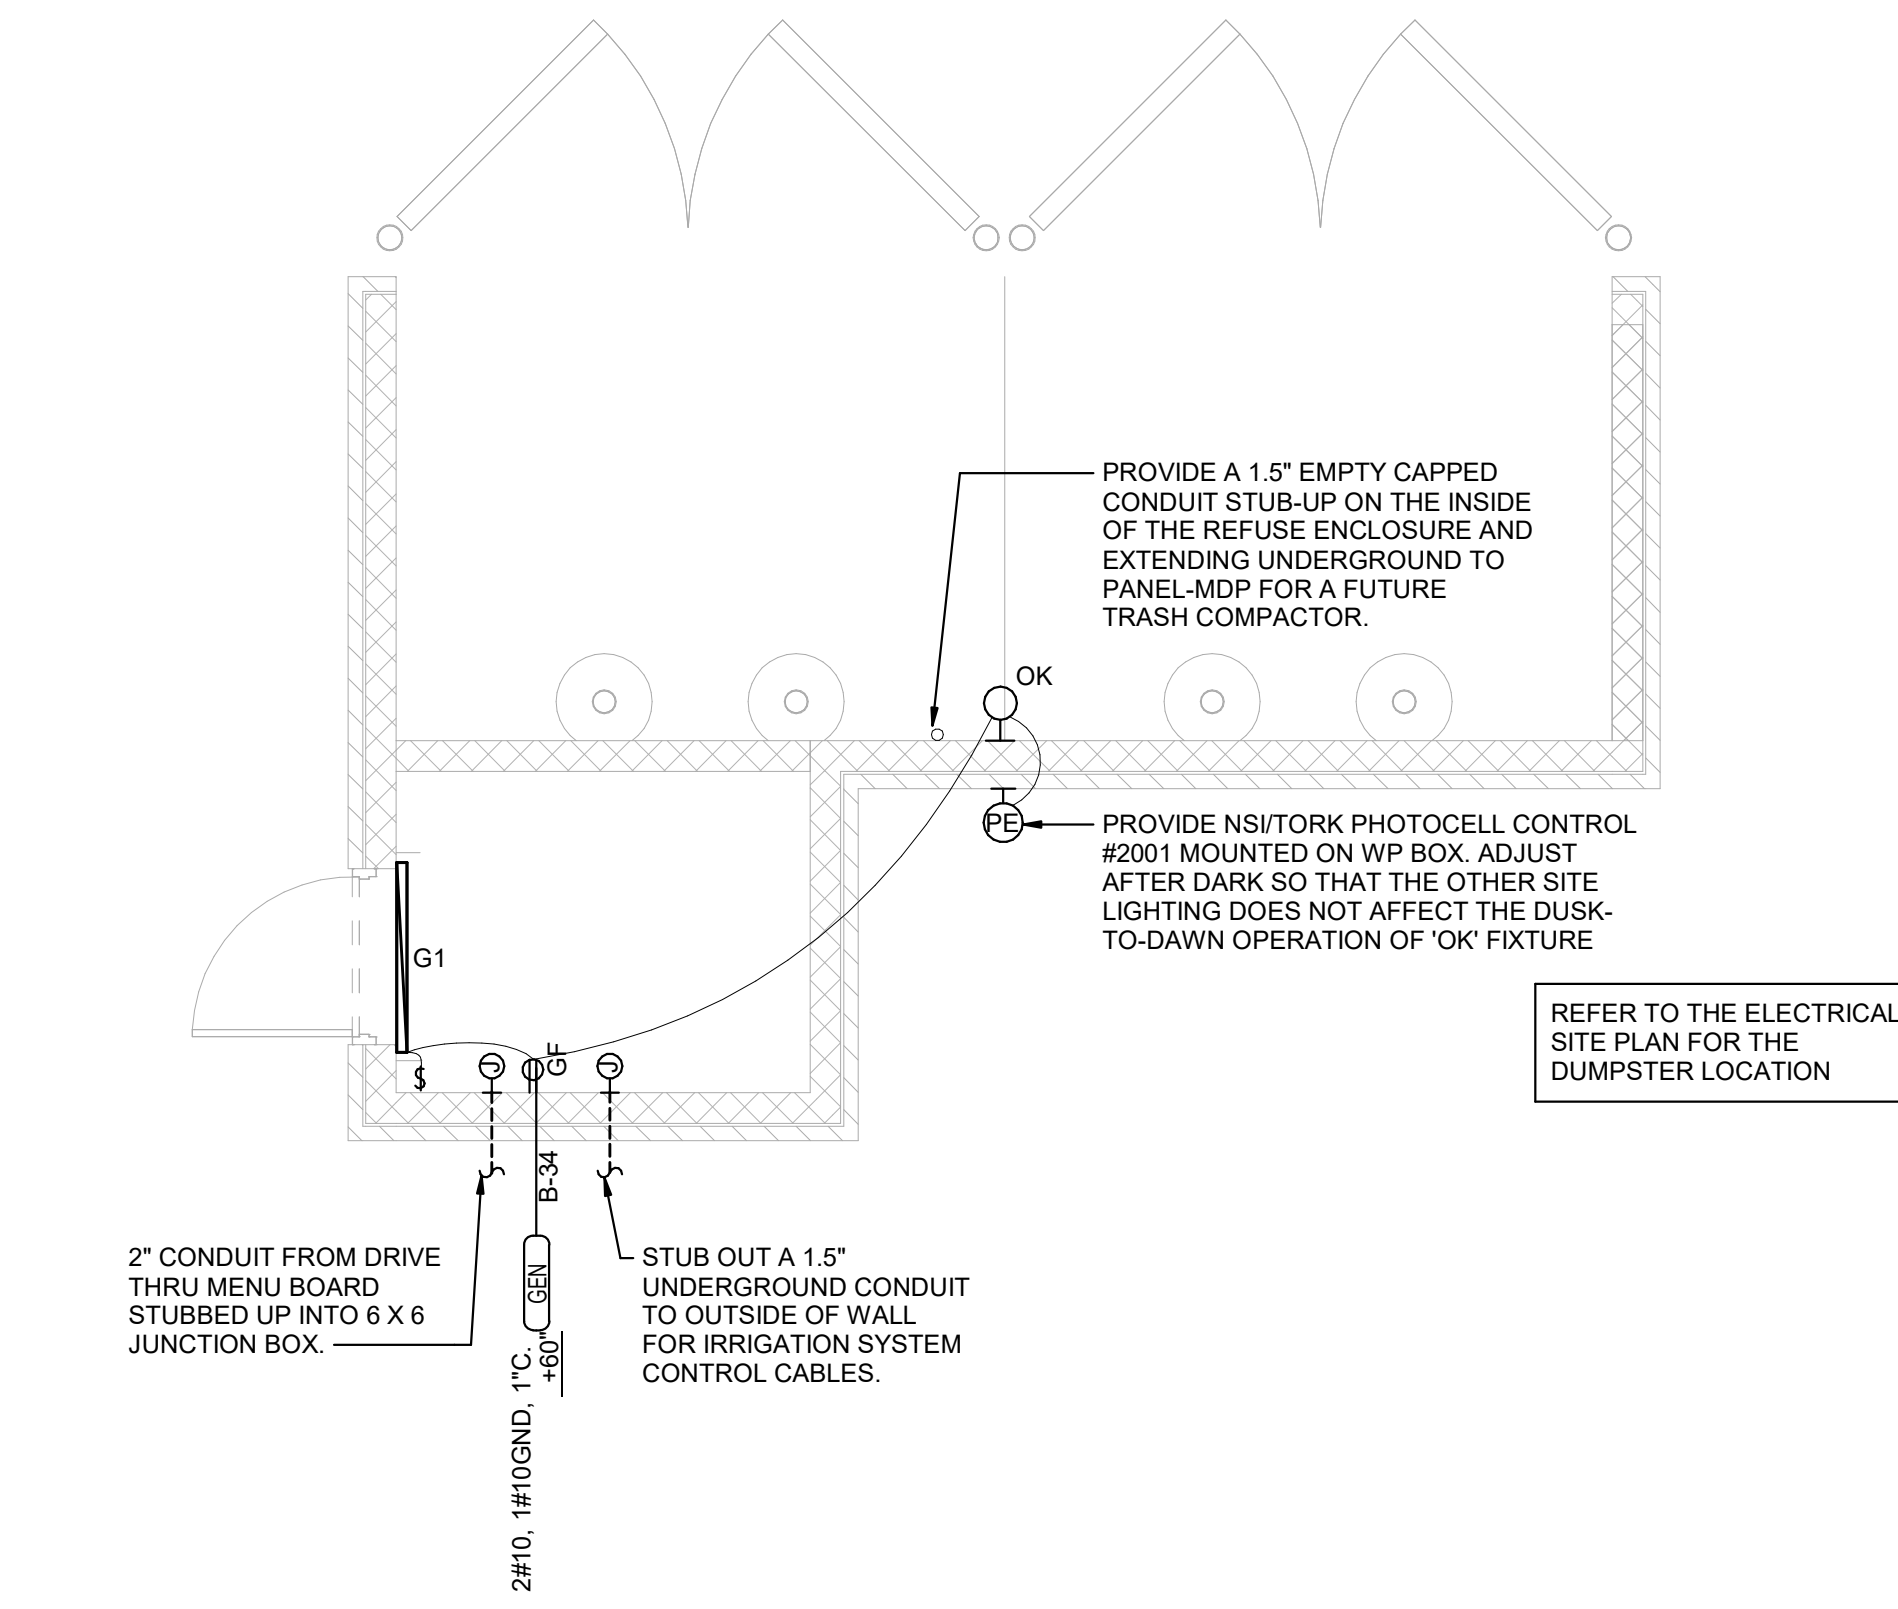 PROVIDE A 1.5" EMPTY CAPPED
CONDUIT STUB-UP ON THE INSIDE
OF THE REFUSE ENCLOSURE AND
EXTENDING UNDERGROUND TO
PANEL-MDP FOR A FUTURE
TRASH COMPACTOR.
OK
PE
PROVIDE NSI/TORK PHOTOCELL CONTROL
#2001 MOUNTED ON WP BOX. ADJUST
AFTER DARK SO THAT THE OTHER SITE
LIGHTING DOES NOT AFFECT THE DUSK-
TO-DAWN OPERATION OF 'OK' FIXTURE
G1
REFER TO THE ELECTRICAL
SITE PLAN FOR THE
DUMPSTER LOCATION
$
J
GF
J
B-34
2" CONDUIT FROM DRIVE
THRU MENU BOARD
STUBBED UP INTO 6 X 6
JUNCTION BOX.
GEN
STUB OUT A 1.5"
UNDERGROUND CONDUIT
TO OUTSIDE OF WALL
FOR IRRIGATION SYSTEM
CONTROL CABLES.
+60"
2#10, 1#10GND, 1"C.